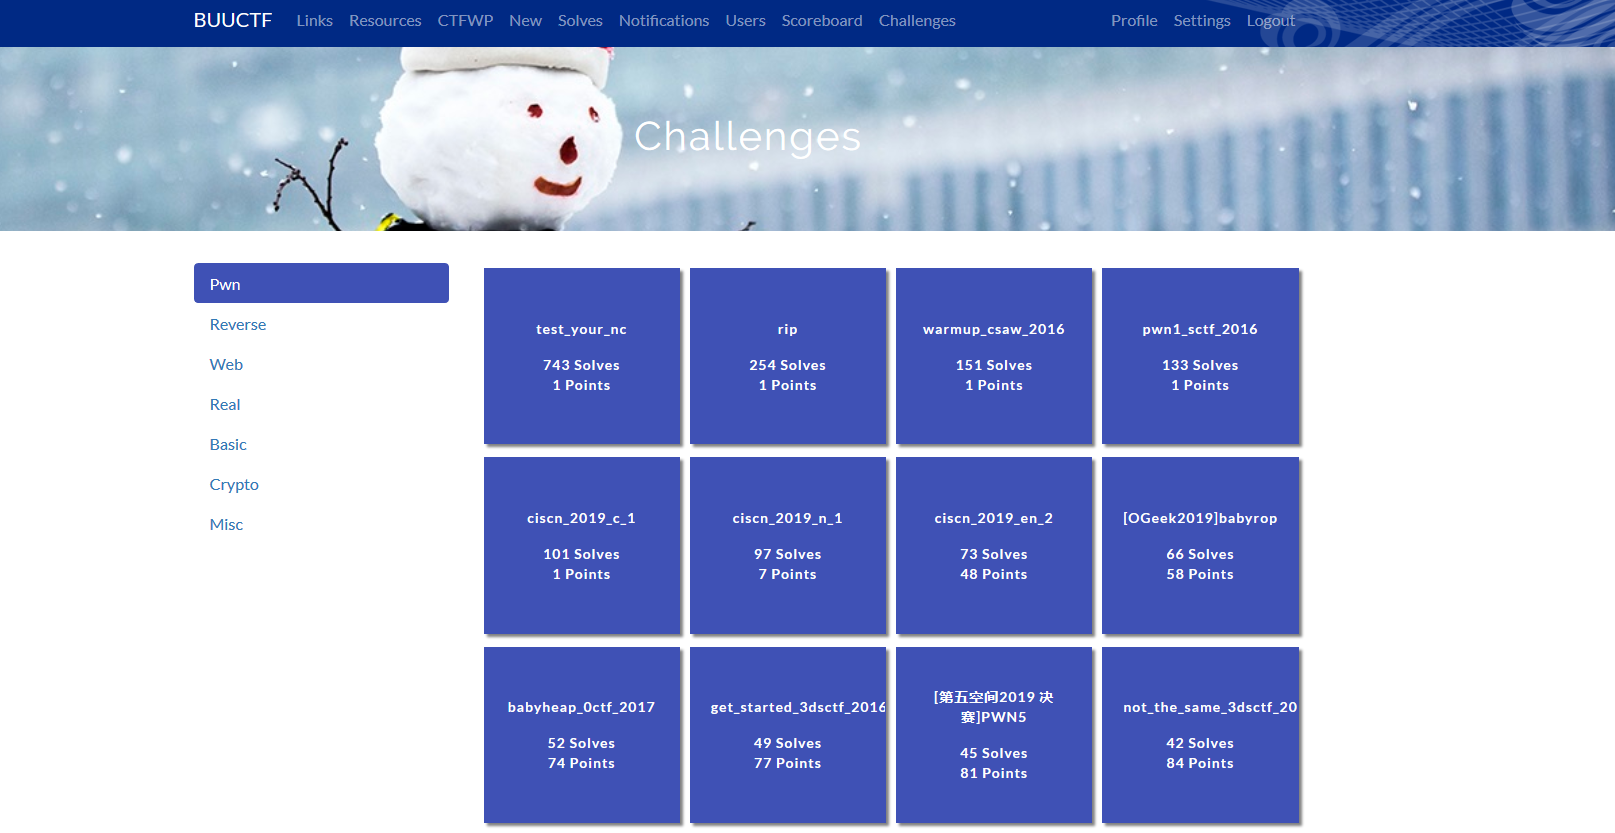 BUUCTF Links Resources CTFWP New Solves Notifications Users Scoreboard Challenges Profile Settings Logout
Challenges
Pwn
Reverse
Web
Real
Basic
Crypto
Misc
test_your_nc
743 Solves
1 Points
rip
254 Solves
1 Points
warmup_csaw_2016
151 Solves
1 Points
pwn1_sctf_2016
133 Solves
1 Points
ciscn_2019_c_1
101 Solves
1 Points
ciscn_2019_n_1
97 Solves
7 Points
ciscn_2019_en_2
73 Solves
48 Points
[OGeek2019]babyrop
66 Solves
58 Points
babyheap_0ctf_2017
52 Solves
74 Points
get_started_3dsctf_2016
49 Solves
77 Points
[第五空间2019 决
赛]PWN5
45 Solves
81 Points
not_the_same_3dsctf_20
42 Solves
84 Points